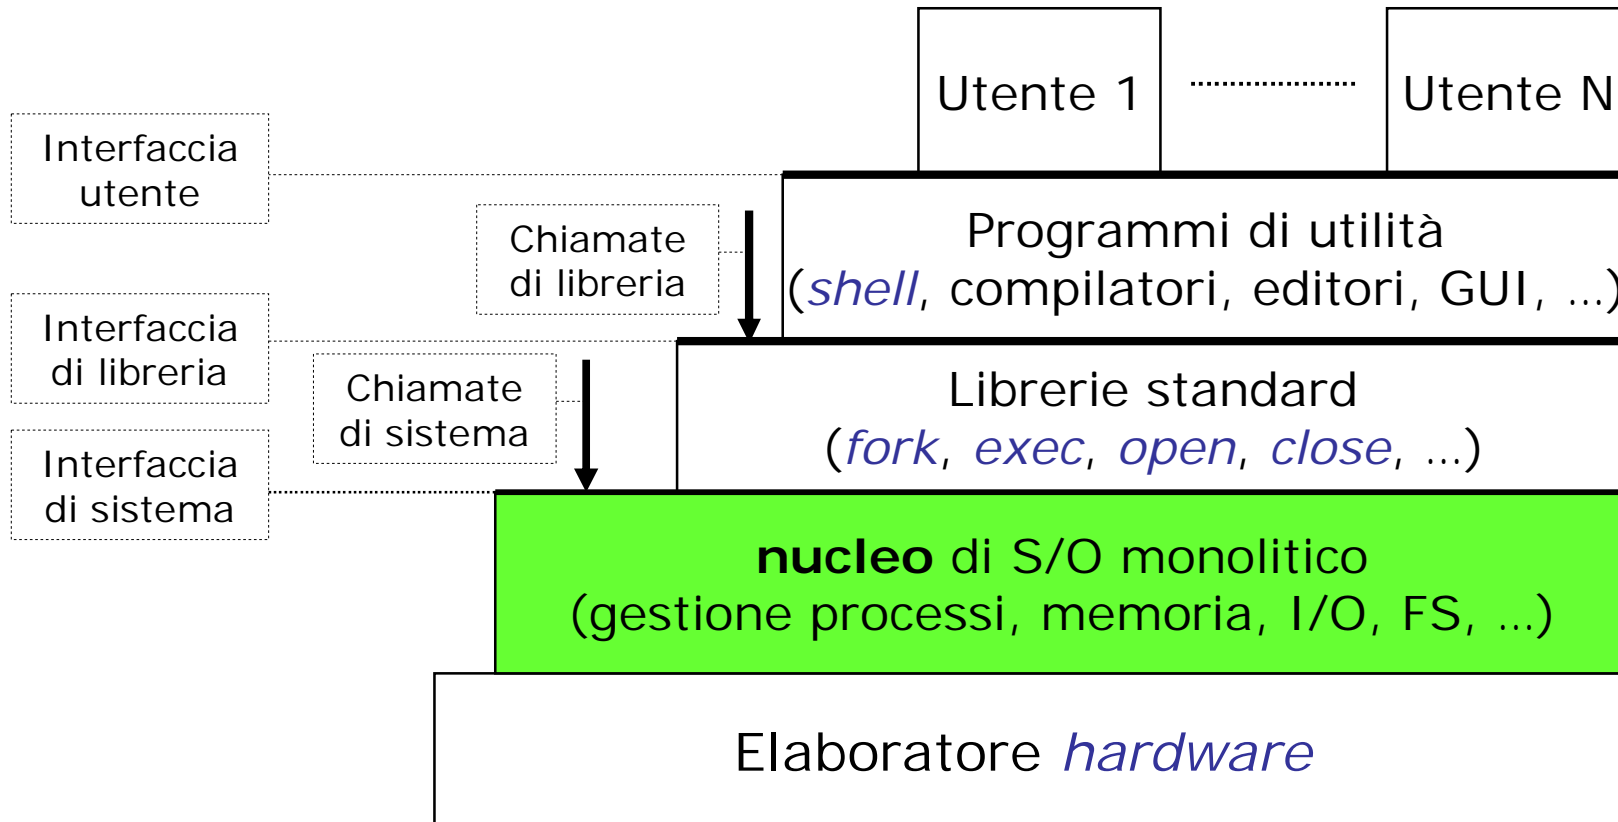 Utente 1
Utente N
Interfaccia
utente
Chiamate
di libreria
Programmi di utilità
(shell, compilatori, editori, GUI, ...)
Interfaccia
di libreria
Chiamate
di sistema
Librerie standard
(fork, exec, open, close, ...)
Interfaccia
di sistema
nucleo di S/O monolitico
(gestione processi, memoria, I/O, FS, ...)
Elaboratore hardware